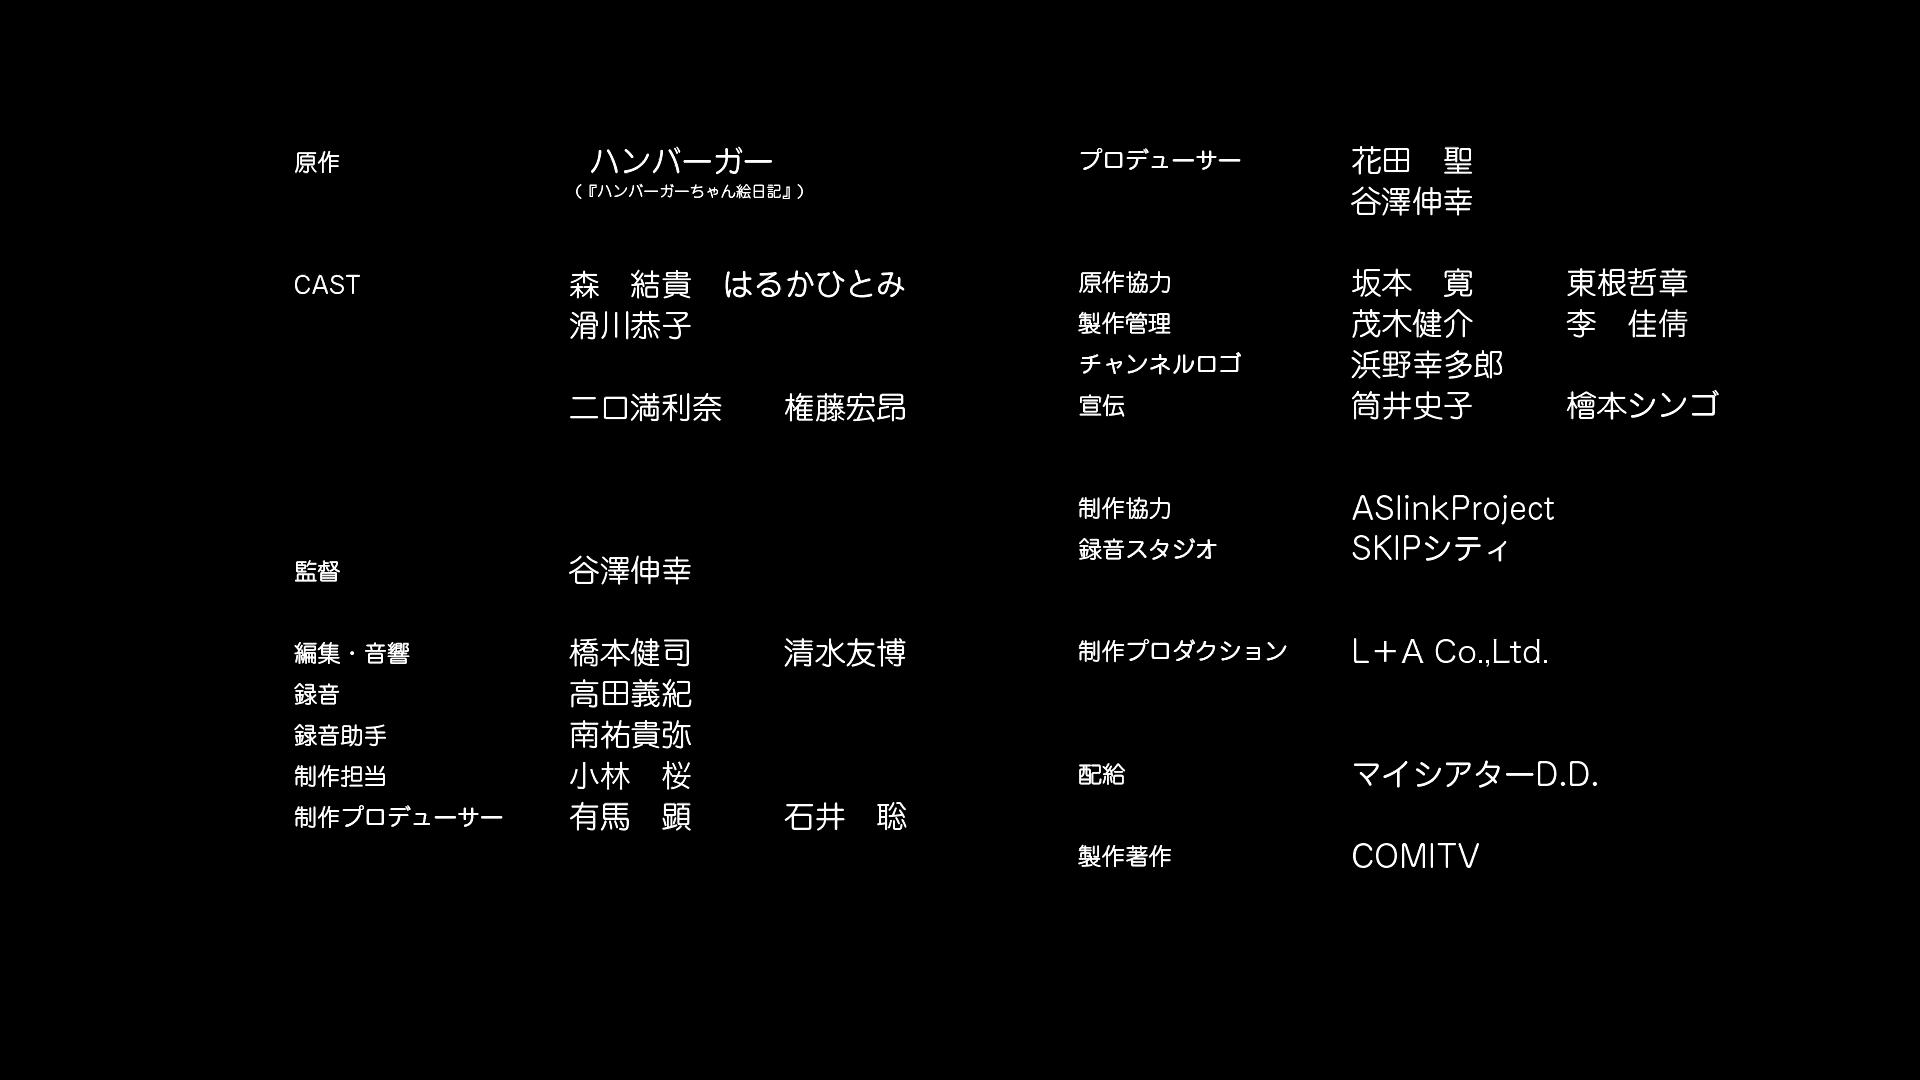 原作 ハンバーガー
(『ハンバーガーちゃん絵日記』)
CAST 森　結貴 はるかひとみ
滑川恭子
二口満利奈 権藤宏昂
監督 谷澤伸幸
編集・音響 橋本健司 清水友博
録音 高田義紀
録音助手 南祐貴弥
制作担当 小林　桜
制作プロデューサー 有馬　顕 石井　聡
プロデューサー 花田　聖
谷澤伸幸
原作協力 坂本　寛 東根哲章
製作管理 茂木健介 李　佳倩
チャンネルロゴ 浜野幸多郎
宣伝 筒井史子 檜本シンゴ
制作協力 ASlinkProject
録音スタジオ SKIPシティ
制作プロダクション L+A Co.,Ltd.
配給 マイシアターD.D.
製作著作 COMITV